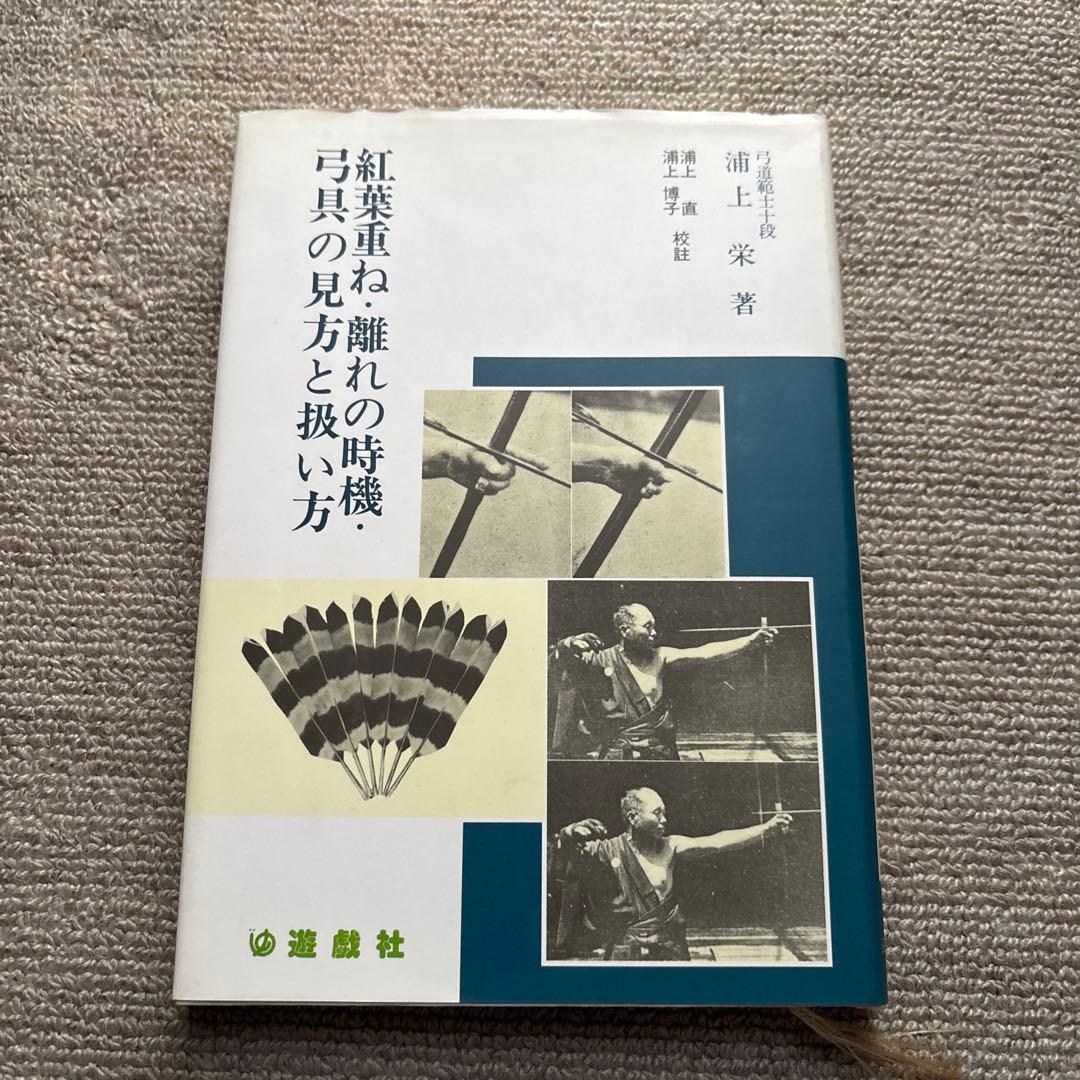 弓道範士十段
浦上 栄 著
浦上 直
浦上 博子 校註
紅葉重ね・離れの時機・
弓具の見方と扱い方
遊戯社